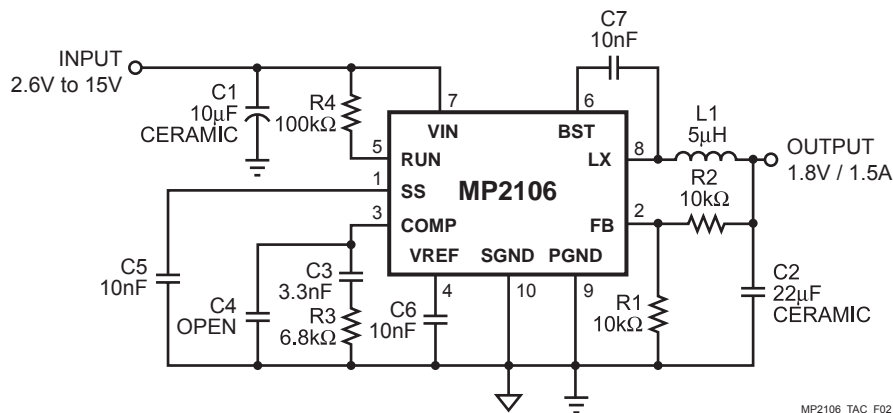 C7
10nF
INPUT
2.6V to 15V
C1
10µF
CERAMIC
R4
100kΩ
7
6
VIN
BST
L1
5µH
5
RUN
LX
8
OUTPUT
1.8V / 1.5A
1
SS
MP2106
R2
10kΩ
3
COMP
FB
2
VREF
SGND
PGND
C5
10nF
C4
OPEN
C3
3.3nF
R3
6.8kΩ
4
C6
10nF
10
9
R1
10kΩ
C2
22µF
CERAMIC
MP2106_TAC_F02